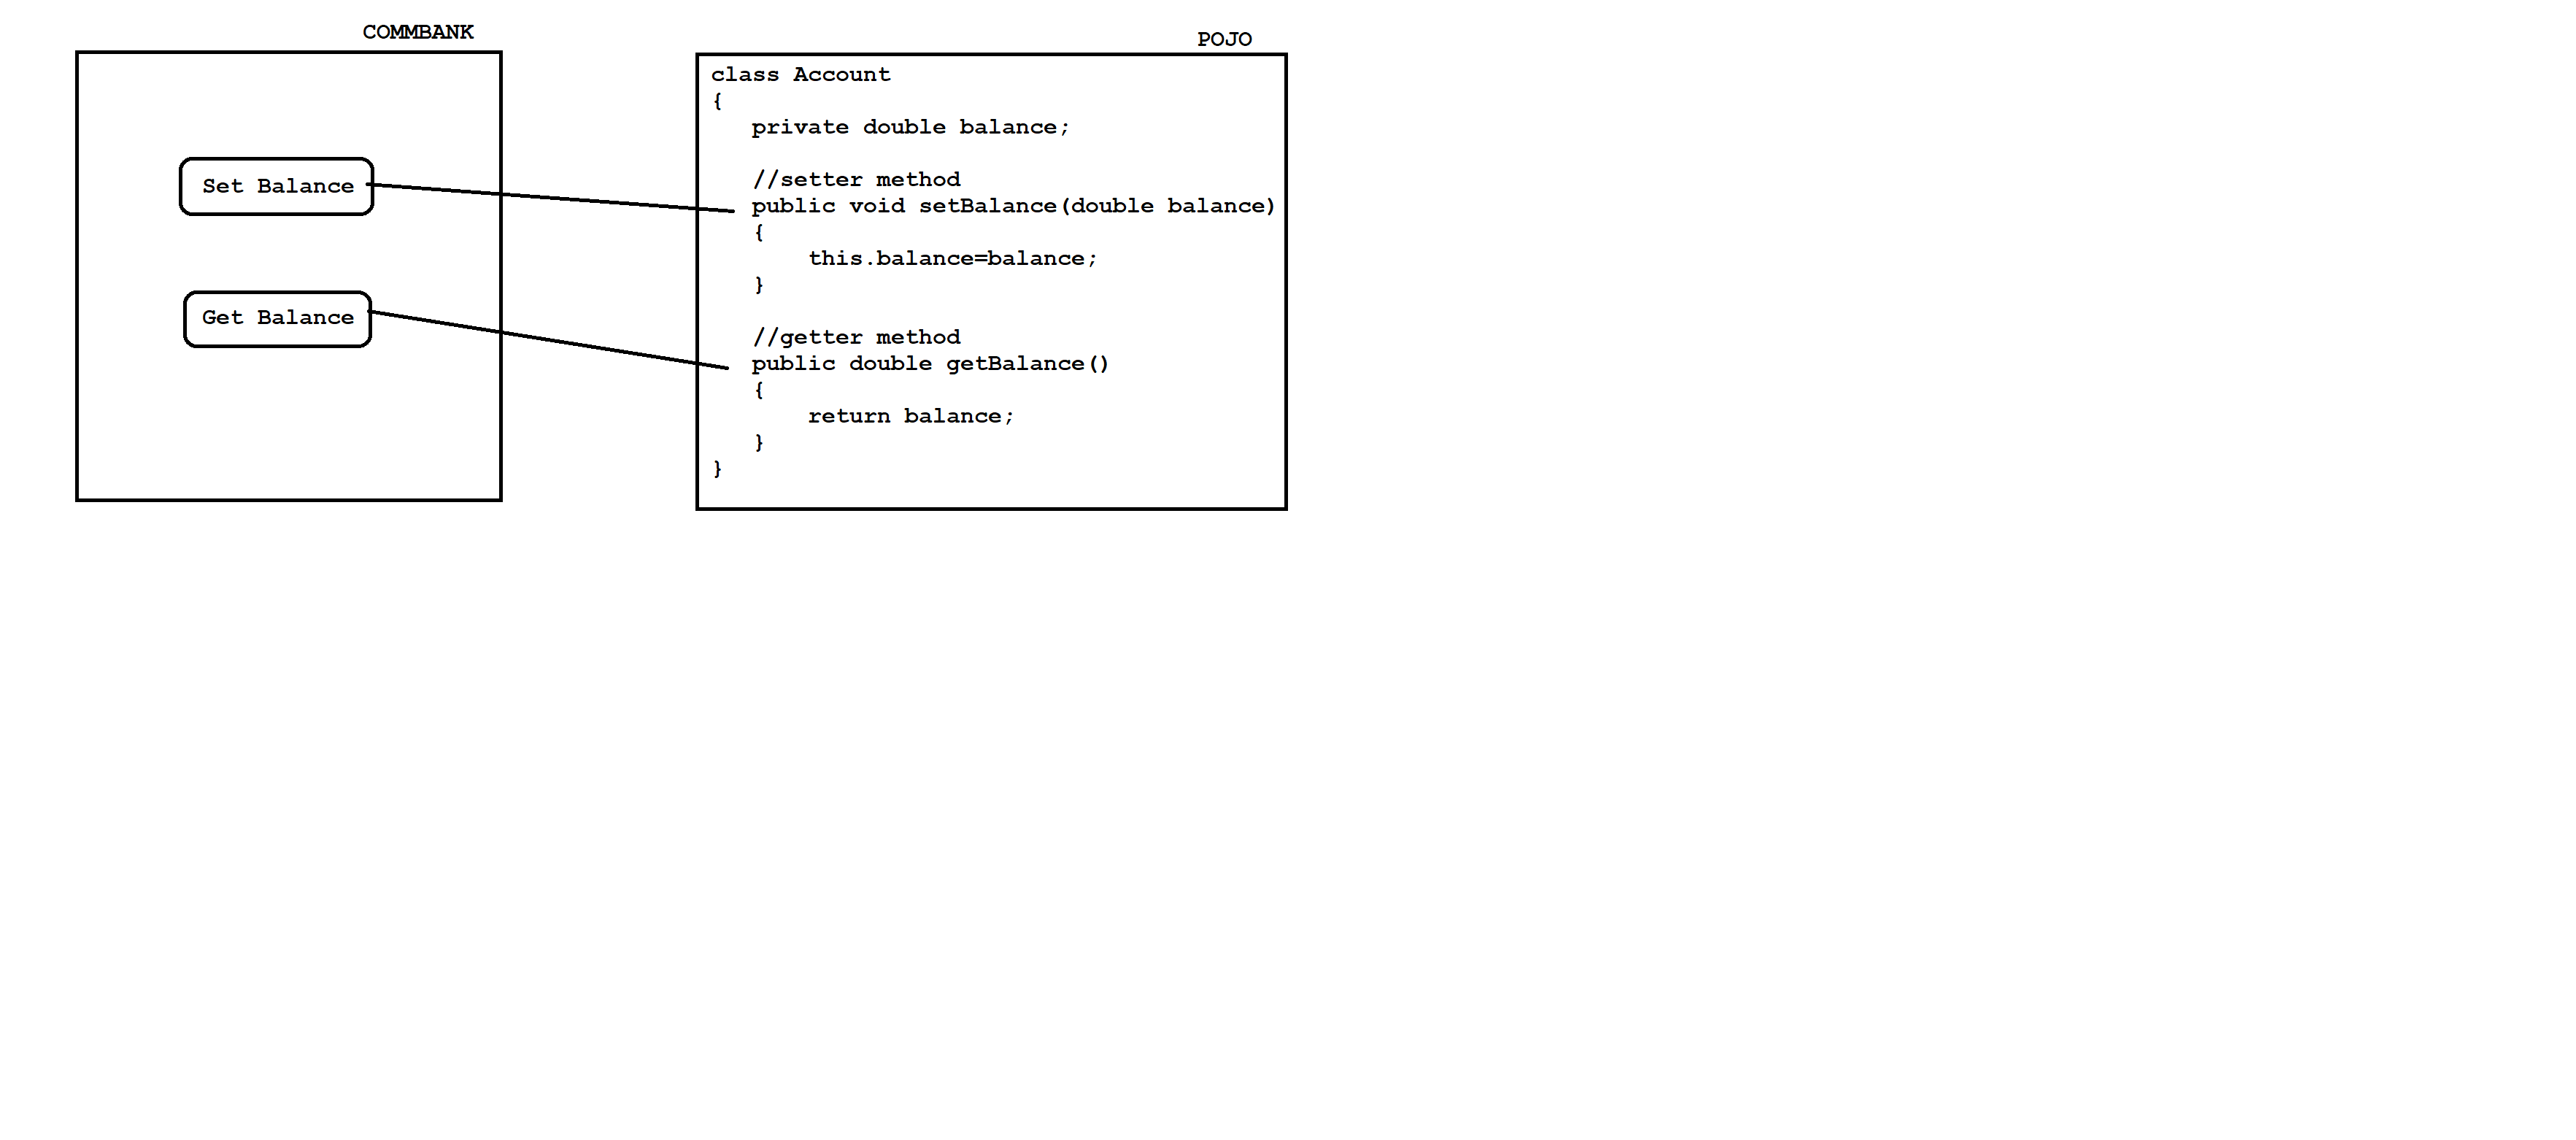 COMMBANK
Set Balance
Get Balance
POJO
class Account
{
private double balance;
//setter method
public void setBalance(double balance)
{
this.balance=balance;
}
//getter method
public double getBalance()
{
return balance;
}
}